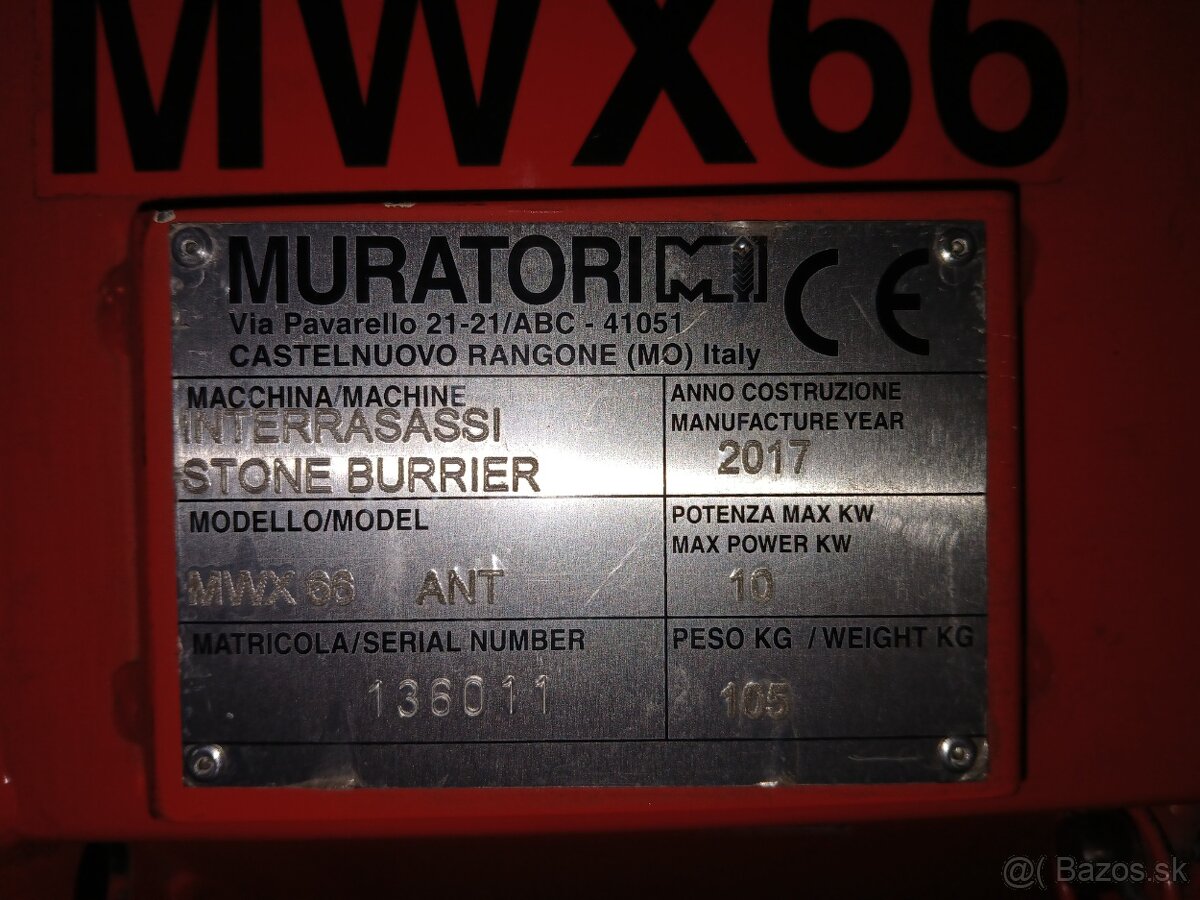 MWX66
MURATORI MI CE
Via Pavarello 21-21/ABC - 41051
CASTELNUOVO RANGONE (MO) Italy
MACCHINA/MACHINE
INTERRASASSI
STONE BURRIER
ANNO COSTRUZIONE
MANUFACTURE YEAR
2017
MODELLO/MODEL
MWX 66 ANT
POTENZA MAX KW
MAX POWER KW
10
MATRICOLA/SERIAL NUMBER
136011
PESO KG / WEIGHT KG
105
@( Bazos.sk